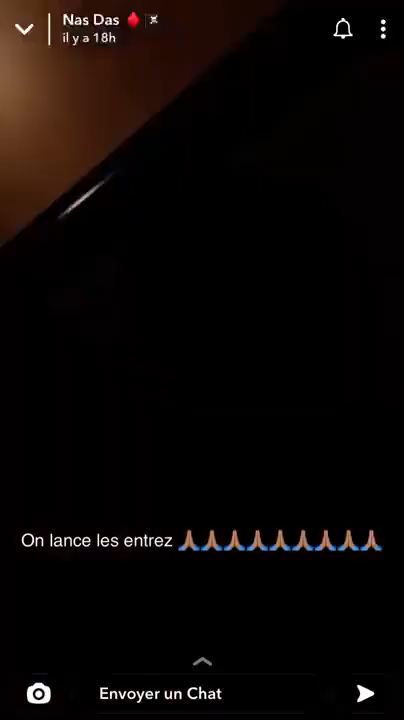 Nas Das
il y a 18h
On lance les entrez 🙏🏽🙏🏽🙏🏽🙏🏽🙏🏽🙏🏽🙏🏽🙏🏽🙏🏽
Envoyer un Chat